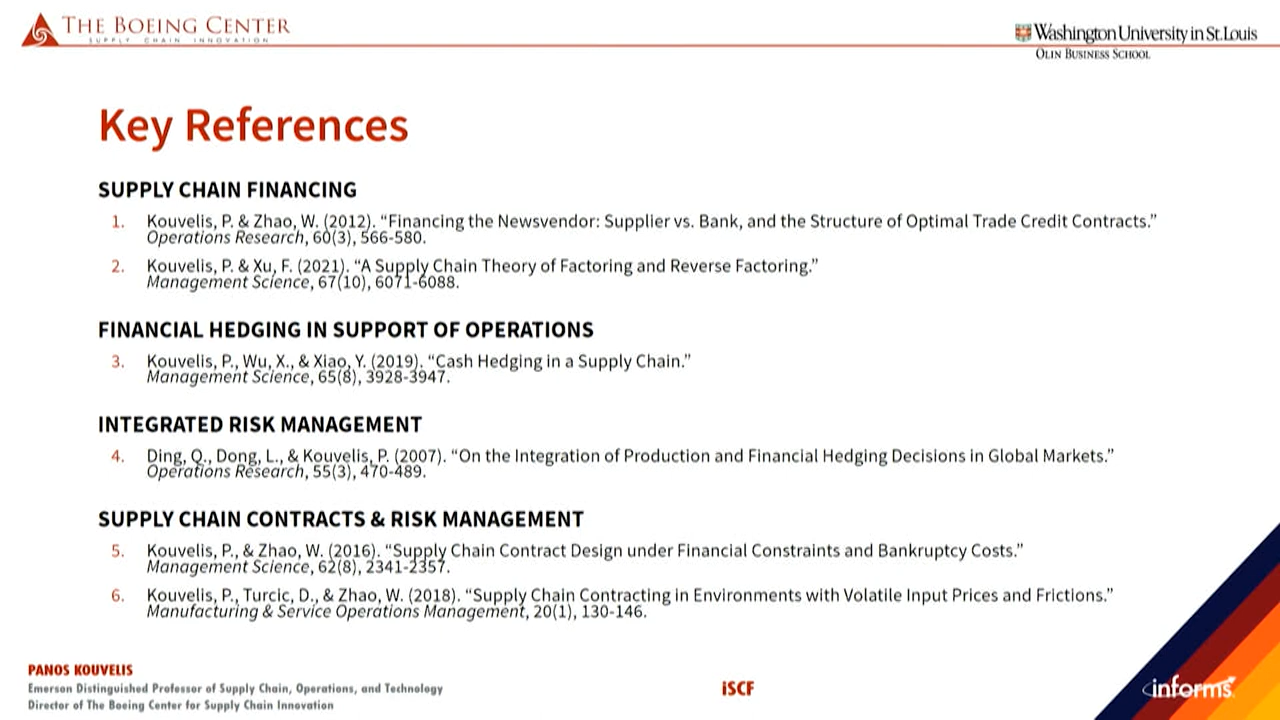 THE BOEING CENTER
SUPPLY CHAIN INNOVATION
Washington University in St. Louis
OLIN BUSINESS SCHOOL
Key References
SUPPLY CHAIN FINANCING
1. Kouvelis, P. & Zhao, W. (2012). “Financing the Newsvendor: Supplier vs. Bank, and the Structure of Optimal Trade Credit Contracts.”
Operations Research, 60(3), 566-580.
2. Kouvelis, P. & Xu, F. (2021). “A Supply Chain Theory of Factoring and Reverse Factoring.”
Management Science, 67(10), 6071-6088.
FINANCIAL HEDGING IN SUPPORT OF OPERATIONS
3. Kouvelis, P., Wu, X., & Xiao, Y. (2019). “Cash Hedging in a Supply Chain.”
Management Science, 65(8), 3928-3947.
INTEGRATED RISK MANAGEMENT
4. Ding, Q., Dong, L., & Kouvelis, P. (2007). “On the Integration of Production and Financial Hedging Decisions in Global Markets.”
Operations Research, 55(3), 470-489.
SUPPLY CHAIN CONTRACTS & RISK MANAGEMENT
5. Kouvelis, P., & Zhao, W. (2016). “Supply Chain Contract Design under Financial Constraints and Bankruptcy Costs.”
Management Science, 62(8), 2341-2357.
6. Kouvelis, P., Turcic, D., & Zhao, W. (2018). “Supply Chain Contracting in Environments with Volatile Input Prices and Frictions.”
Manufacturing & Service Operations Management, 20(1), 130-146.
PANOS KOUVELIS
Emerson Distinguished Professor of Supply Chain, Operations, and Technology
Director of The Boeing Center for Supply Chain Innovation
iSCF
informs